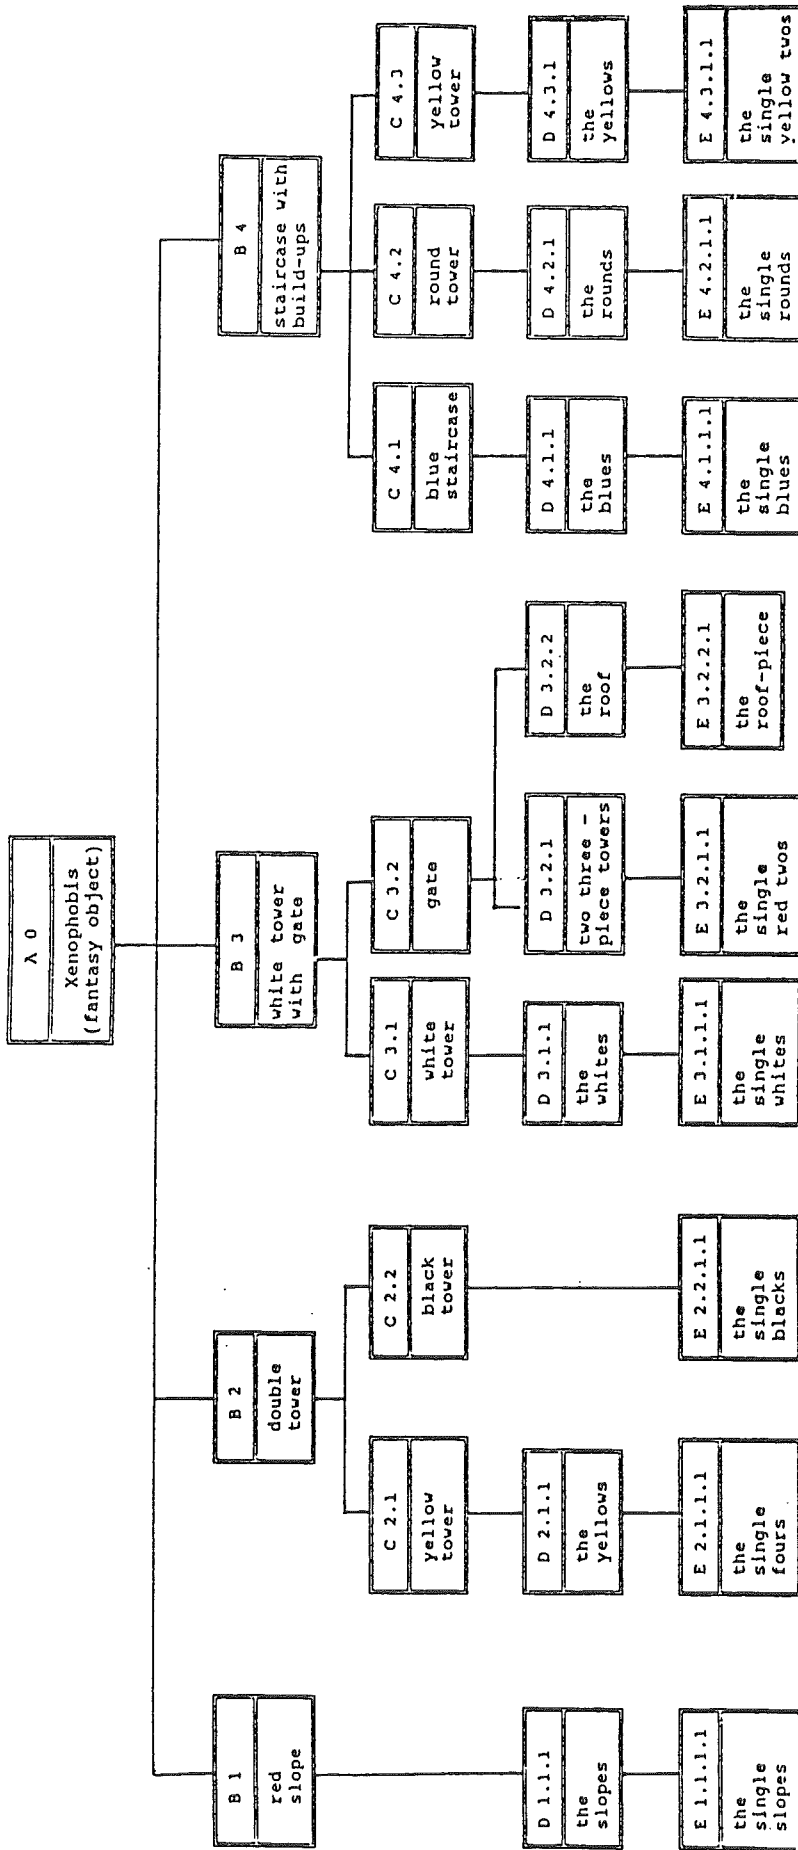 A 0
Xenophobis
(fantasy object)
B 1
red
slope
B 2
double
tower
B 3
white tower
with gate
B 4
staircase with
build-ups
C 2.1
yellow
tower
C 2.2
black
tower
C 3.1
white
tower
C 3.2
gate
C 4.1
blue
staircase
C 4.2
round
tower
C 4.3
yellow
tower
D 1.1.1
the
slopes
D 2.1.1
the
yellows
D 3.1.1
the
whites
D 3.2.1
two three -
piece towers
D 3.2.2
the
roof
D 4.1.1
the
blues
D 4.2.1
the
rounds
D 4.3.1
the
yellows
E 1.1.1.1
the
single
slopes
E 2.1.1.1
the
single
fours
E 2.2.1.1
the
single
blacks
E 3.1.1.1
the
single
whites
E 3.2.1.1
the
single
red twos
E 3.2.2.1
the
roof-piece
E 4.1.1.1
the
single
blues
E 4.2.1.1
the
single
rounds
E 4.3.1.1
the
single
yellow twos